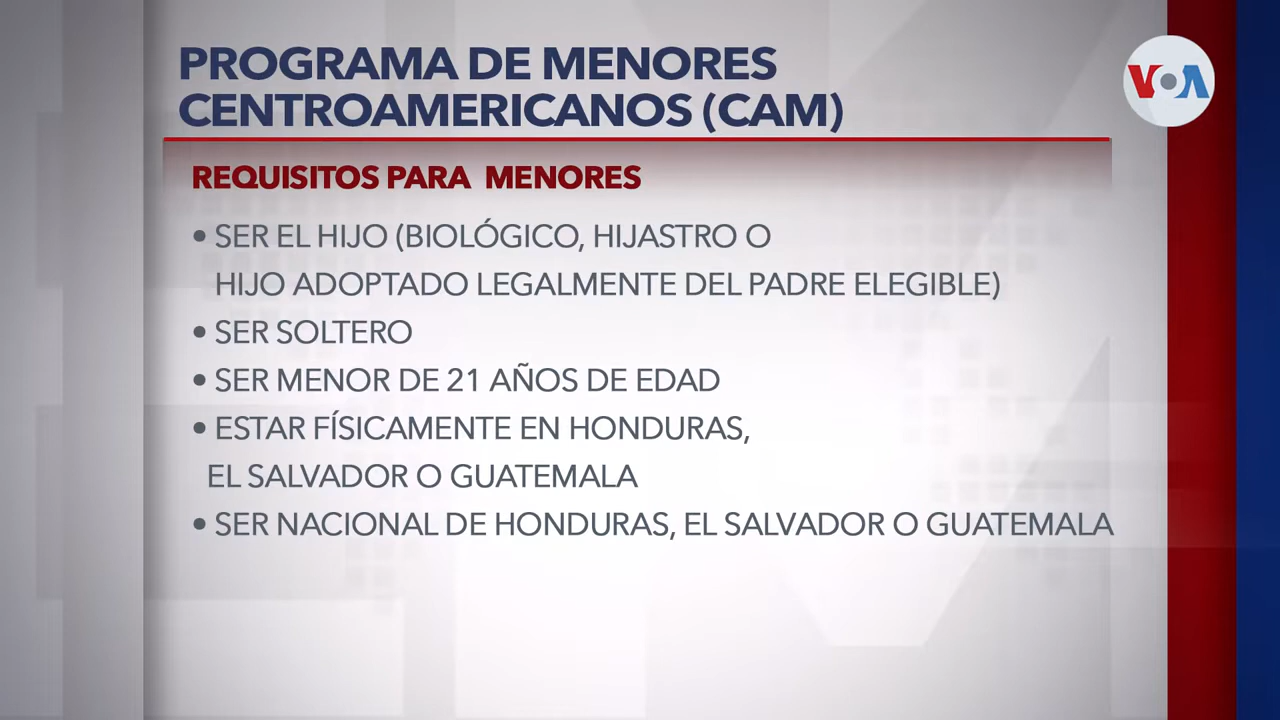 PROGRAMA DE MENORES
CENTROAMERICANOS (CAM)
VOA
REQUISITOS PARA MENORES
• SER EL HIJO (BIOLÓGICO, HIJASTRO O
HIJO ADOPTADO LEGALMENTE DEL PADRE ELEGIBLE)
• SER SOLTERO
• SER MENOR DE 21 AÑOS DE EDAD
• ESTAR FÍSICAMENTE EN HONDURAS,
EL SALVADOR O GUATEMALA
• SER NACIONAL DE HONDURAS, EL SALVADOR O GUATEMALA